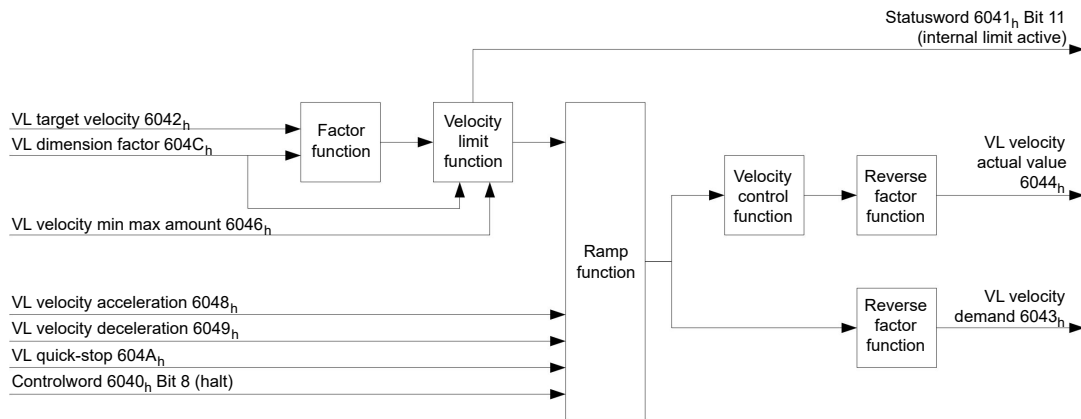 Statusword 6041h Bit 11
(internal limit active)
VL target velocity 6042h
VL dimension factor 604Ch
Factor
function
Velocity
limit
function
VL velocity min max amount 6046h
Ramp
function
Velocity
control
function
Reverse
factor
function
VL velocity
actual value
6044h
VL velocity acceleration 6048h
VL velocity deceleration 6049h
VL quick-stop 604Ah
Controlword 6040h Bit 8 (halt)
Reverse
factor
function
VL velocity
demand 6043h